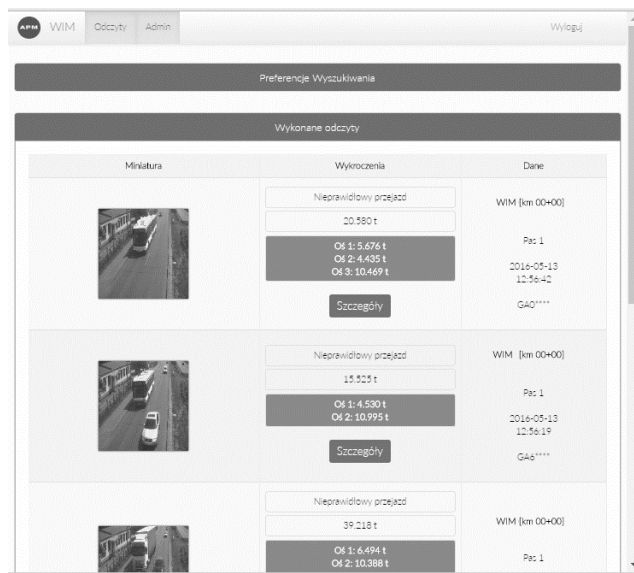 APM WIM Odczyty Admin Wyloguj
Preferencje Wyszukiwania
Wykonane odczyty
Miniatura Wykroczenia Dane
Nieprawidłowy przejazd
20.580 t
Oś 1: 5.676 t
Oś 2: 4.435 t
Oś 3: 10.469 t
Szczegóły
WIM [km 00+00]
Pas 1
2016-05-13
12:56:42
GA0****
Nieprawidłowy przejazd
15.525 t
Oś 1: 4.530 t
Oś 2: 10.995 t
Szczegóły
WIM [km 00+00]
Pas 1
2016-05-13
12:56:19
GA6****
Nieprawidłowy przejazd
39.218 t
Oś 1: 6.494 t
Oś 2: 10.388 t
WIM [km 00+00]
Pas 1